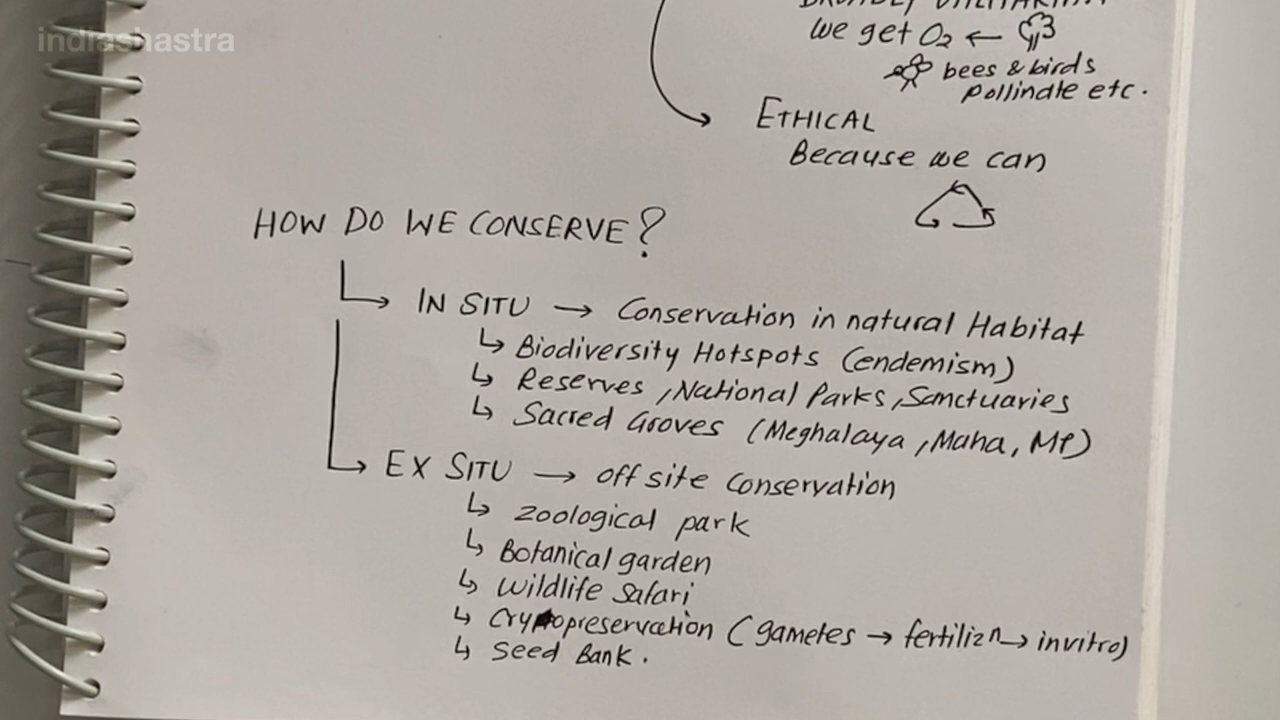 indiashastra
BROADLY UTILITARIAN
we get O₂ ←
bees & birds
pollinate etc.
ETHICAL
Because we can
HOW DO WE CONSERVE?
IN SITU → Conservation in natural Habitat
↳ Biodiversity Hotspots (endemism)
↳ Reserves, National Parks, Sanctuaries
↳ Sacred Groves (Meghalaya, Maha, MP)
EX SITU → off site conservation
↳ zoological park
↳ Botanical garden
↳ wildlife safari
↳ Cryopreservation (gametes → fertilizn → invitro)
↳ Seed Bank.